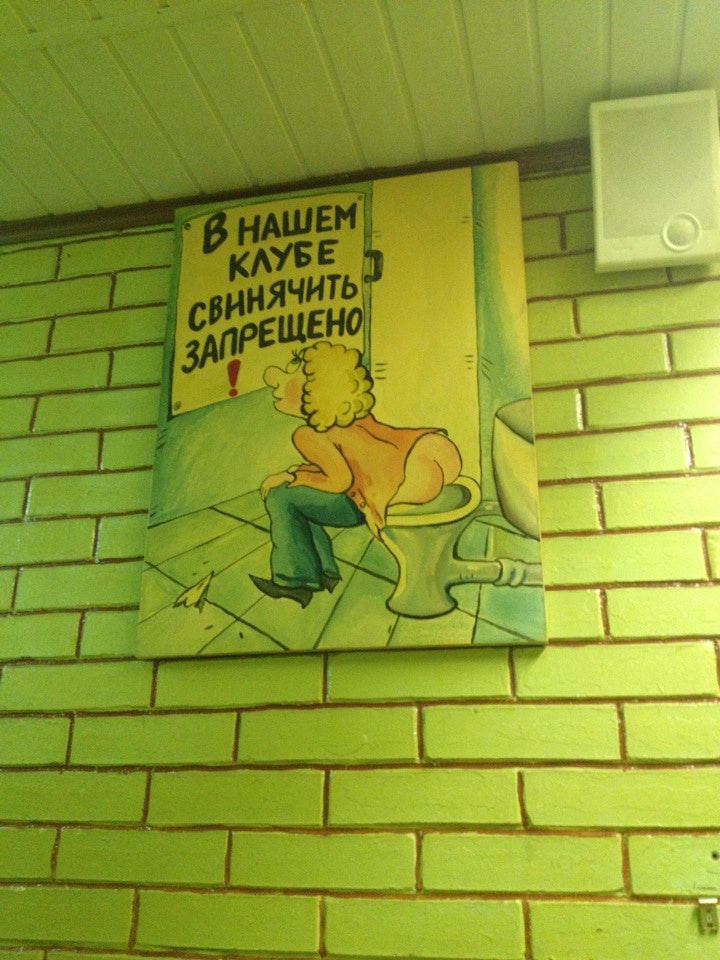 В НАШЕМ
КЛУБЕ
СВИНЯЧИТЬ
ЗАПРЕЩЕНО
!